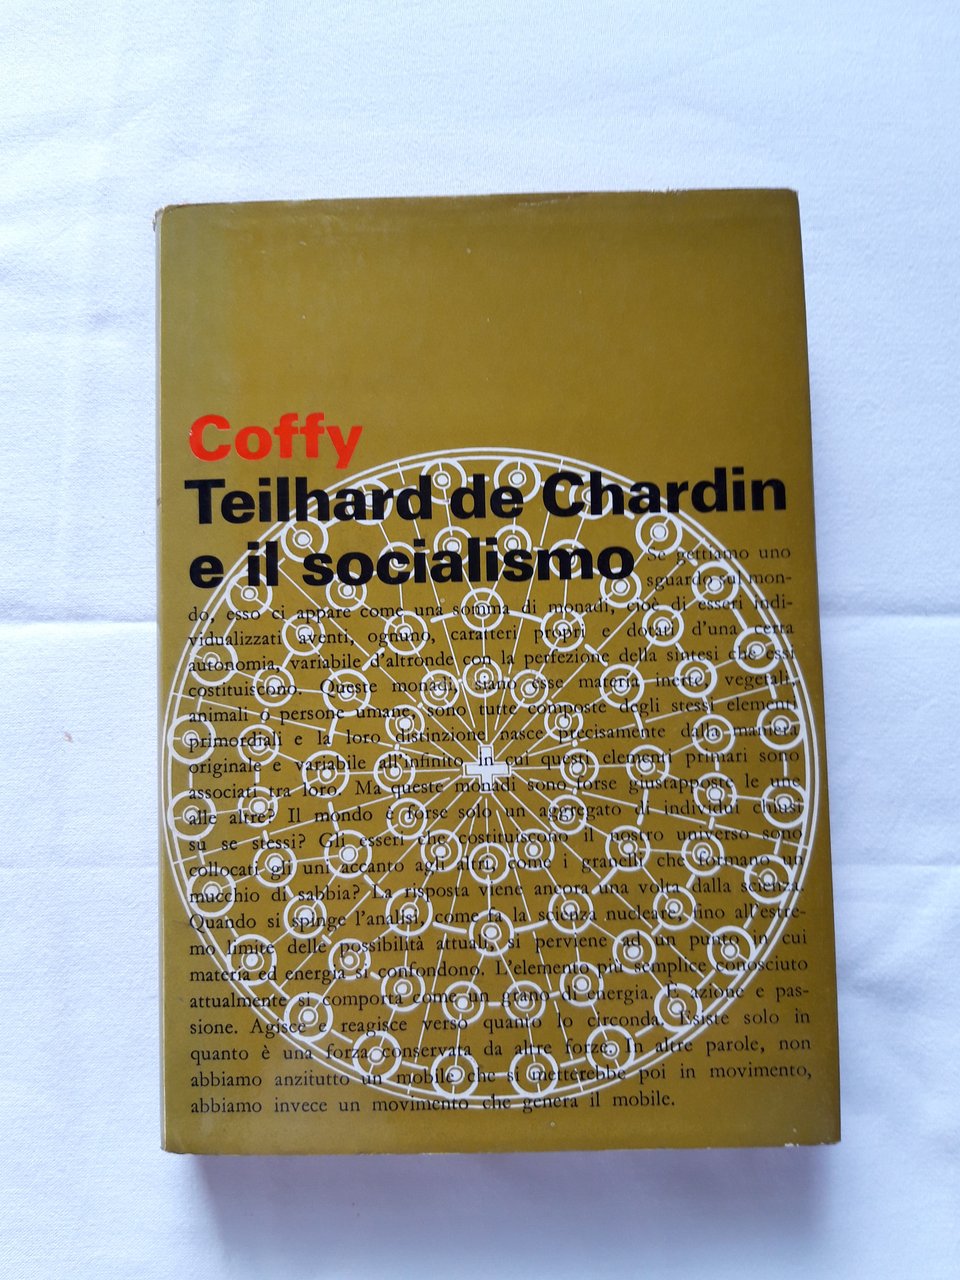 Coffy
Teilhard de Chardin
e il socialismo
Se gettiamo uno
sguardo sul mon-
do, esso ci appare come una somma di monadi, cioè di esseri indi-
vidualizzati aventi, ognuno, caratteri propri e dotati d'una certa
autonomia, variabile d'altronde con la perfezione della sintesi che essi
costituiscono. Queste monadi, siano esse materia inerte, vegetali,
animali o persone umane, sono tutte composte degli stessi elementi
primordiali e la loro distinzione nasce precisamente dalla maniera
originale e variabile all'infinito in cui questi elementi primari sono
associati tra loro. Ma queste monadi sono forse giustapposte le une
alle altre? Il mondo è forse solo un aggregato di individui chiusi
su se stessi? Gli esseri che costituiscono il nostro universo sono
collocati gli uni accanto agli altri come i granelli che formano un
mucchio di sabbia? La risposta viene ancora una volta dalla scienza.
Quando si spinge l'analisi, come fa la scienza nucleare, fino all'estre-
mo limite delle possibilità attuali, si perviene ad un punto in cui
materia ed energia si confondono. L'elemento più semplice conosciuto
attualmente si comporta come un grano di energia. È azione e pas-
sione. Agisce e reagisce verso quanto lo circonda. Esiste solo in
quanto è una forza conservata da altre forze. In altre parole, non
abbiamo anzitutto un mobile che si metterebbe poi in movimento,
abbiamo invece un movimento che genera il mobile.